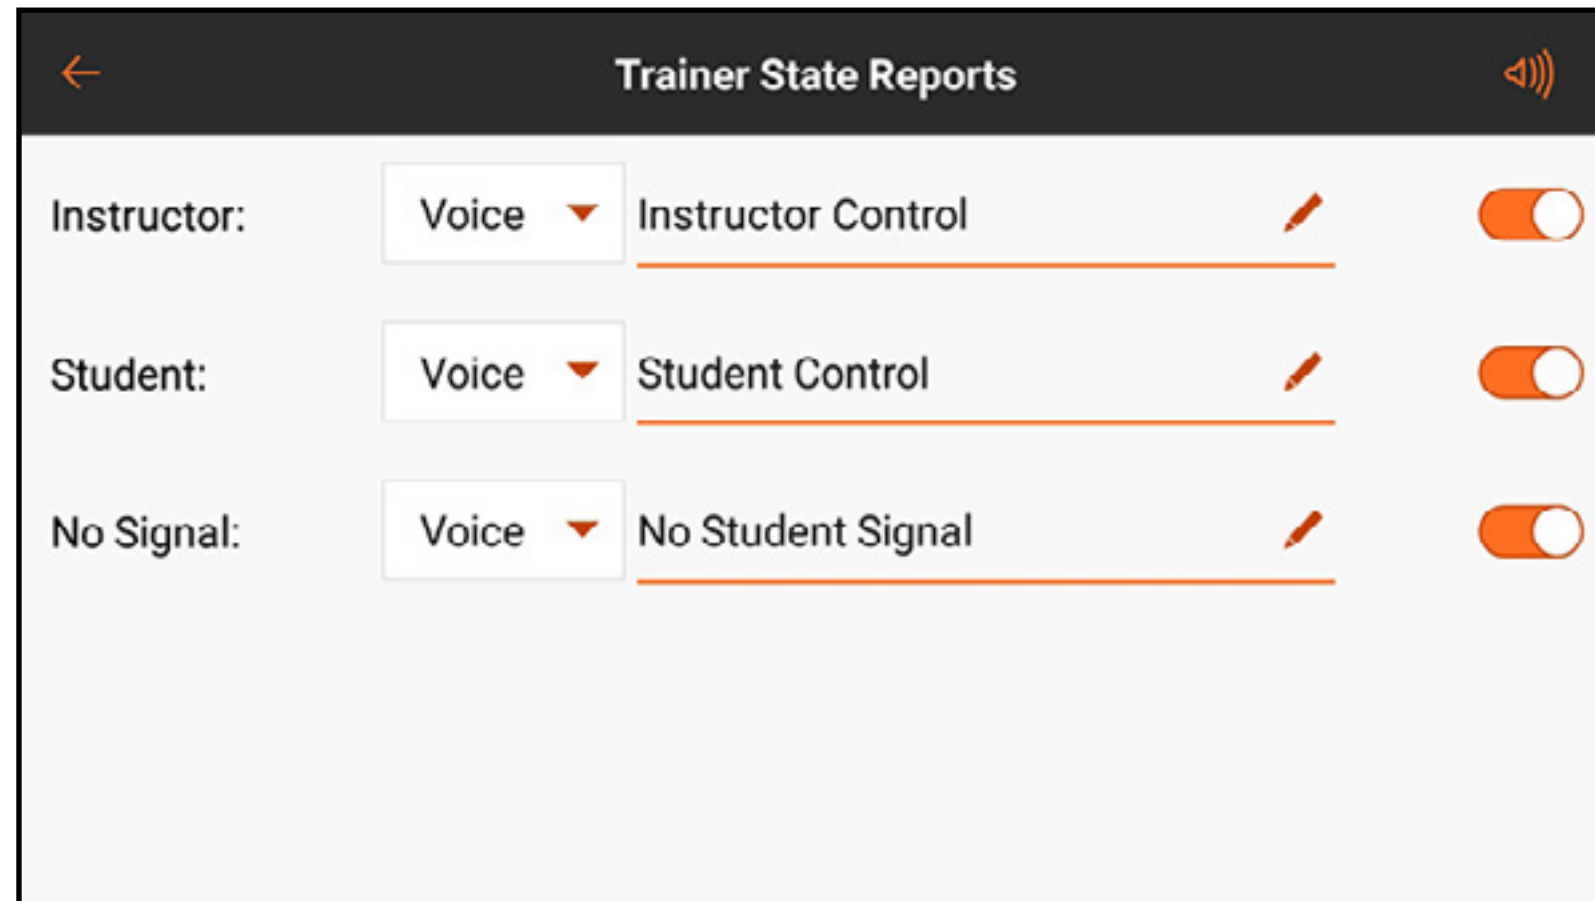 Trainer State Reports
Instructor: Voice Instructor Control
Student: Voice Student Control
No Signal: Voice No Student Signal